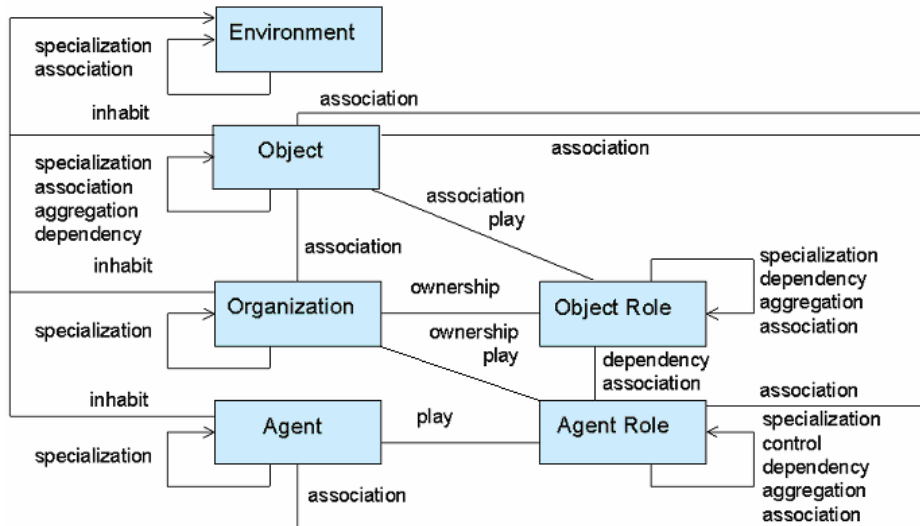 Environment
specialization
association
inhabit
association
Object
association
specialization
association
aggregation
dependency
association
play
association
inhabit
Organization
ownership
Object Role
specialization
dependency
aggregation
association
specialization
ownership
play
dependency
association
inhabit
association
Agent
play
Agent Role
specialization
specialization
control
dependency
aggregation
association
association